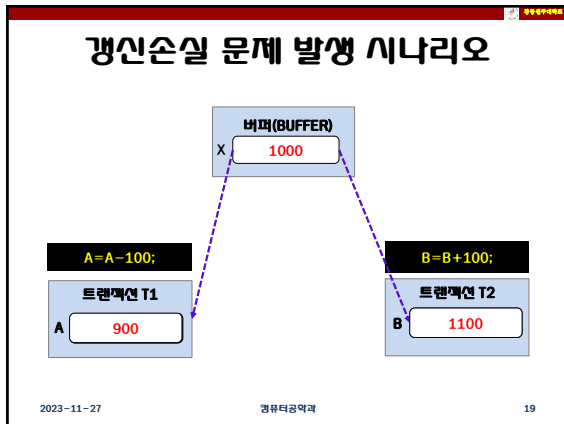 갱신손실 문제 발생 시나리오
버퍼(BUFFER)
X 1000
A=A-100;
B=B+100;
트랜잭션 T1
A 900
트랜잭션 T2
B 1100
2023-11-27 컴퓨터공학과 19